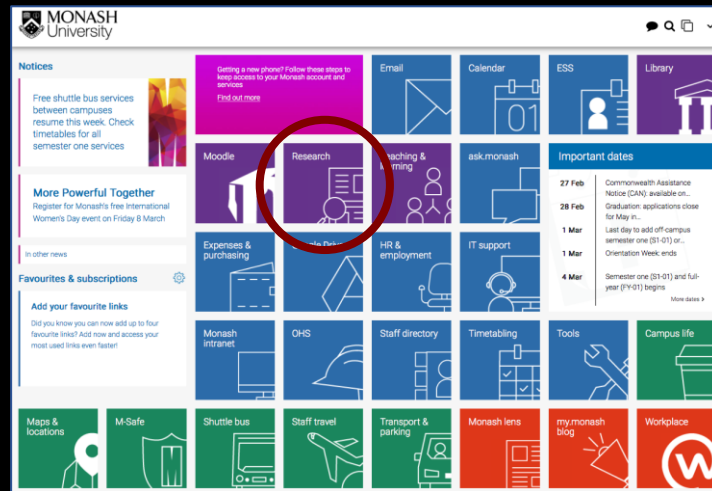 MONASH
University
Notices
Free shuttle bus services
between campuses
resume this week. Check
timetables for all
semester one services
More Powerful Together
Register for Monash's free International
Women's Day event on Friday 8 March
In other news
Favourites & subscriptions
Add your favourite links
Did you know you can now add up to four
favourite links? Add now and access your
most used links even faster!
Getting a new phone? Follow these steps to
keep access to your Monash account and
services
Find out more
Email
Calendar
01
ESS
Library
Moodle
Research
Teaching &
learning
ask.monash
Important dates
27 Feb
Commonwealth Assistance
Notice (CAN): available on...
28 Feb
Graduation: applications close
for May in...
1 Mar
Last day to add off-campus
semester one (S1-01) or...
1 Mar
Orientation Week: ends
4 Mar
Semester one (S1-01) and full-
year (FY-01) begins
More dates
Expenses &
purchasing
Drive
HR &
employment
IT support
Monash
intranet
OHS
Staff directory
Timetabling
Tools
Campus life
Maps &
locations
M-Safe
Shuttle bus
Staff travel
Transport &
parking
Monash lens
my.monash
blog
Workplace